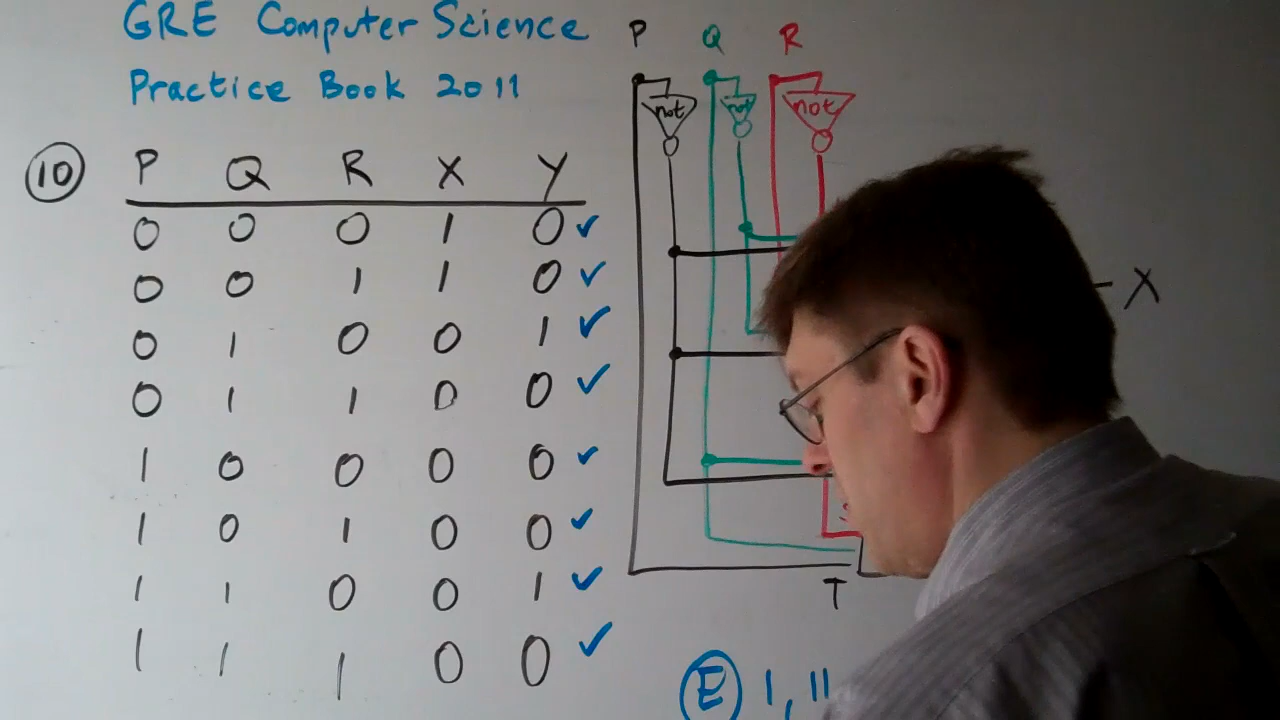 GRE Computer Science
Practice Book 2011
P Q R
not not not
10 P Q R X Y
0 0 0 1 0 ✓
0 0 1 1 0 ✓
X
0 1 0 0 1 ✓
0 1 1 0 0 ✓
1 0 0 0 0 ✓
1 0 1 0 0 ✓
1 1 0 0 1 ✓
T
1 1 1 0 0 ✓
E 1, 11